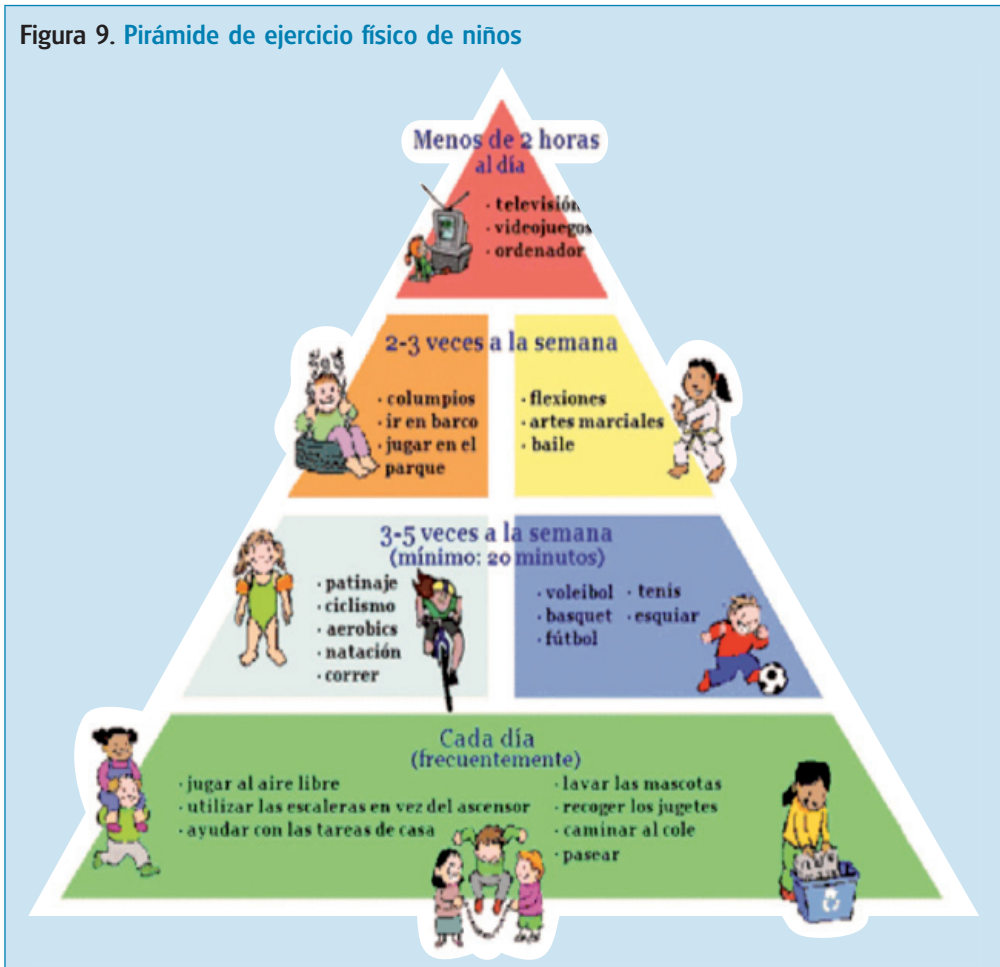 Figura 9. Pirámide de ejercicio físico de niños
Menos de 2 horas
al día
· televisión
· videojuegos
· ordenador
2-3 veces a la semana
· columpios
· ir en barco
· jugar en el
parque
· flexiones
· artes marciales
· baile
3-5 veces a la semana
(mínimo: 20 minutos)
· patinaje
· ciclismo
· aerobics
· natación
· correr
· voleibol · tenis
· basquet · esquiar
· fútbol
Cada día
(frecuentemente)
· jugar al aire libre
· utilizar las escaleras en vez del ascensor
· ayudar con las tareas de casa
· lavar las mascotas
· recoger los jugetes
· caminar al cole
· pasear